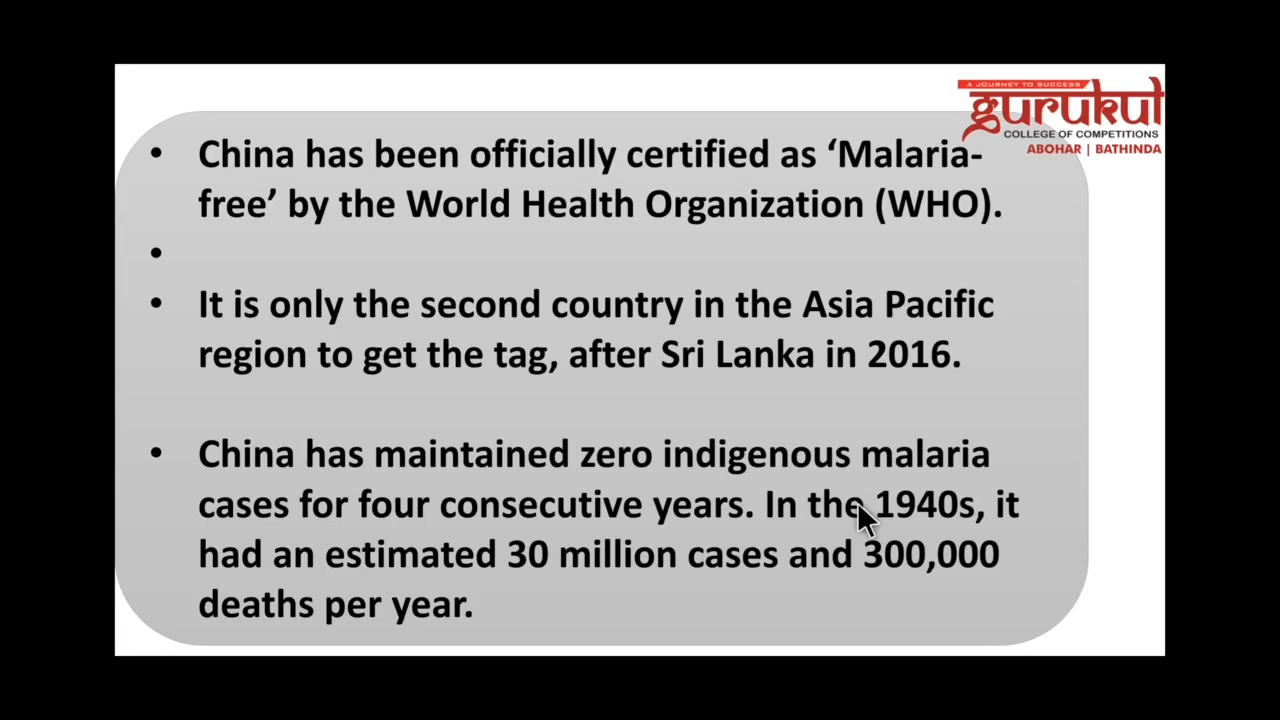 A JOURNEY TO SUCCESS
gurukul
COLLEGE OF COMPETITIONS
ABOHAR | BATHINDA
• China has been officially certified as ‘Malaria-
free’ by the World Health Organization (WHO).
•
• It is only the second country in the Asia Pacific
region to get the tag, after Sri Lanka in 2016.
• China has maintained zero indigenous malaria
cases for four consecutive years. In the 1940s, it
had an estimated 30 million cases and 300,000
deaths per year.